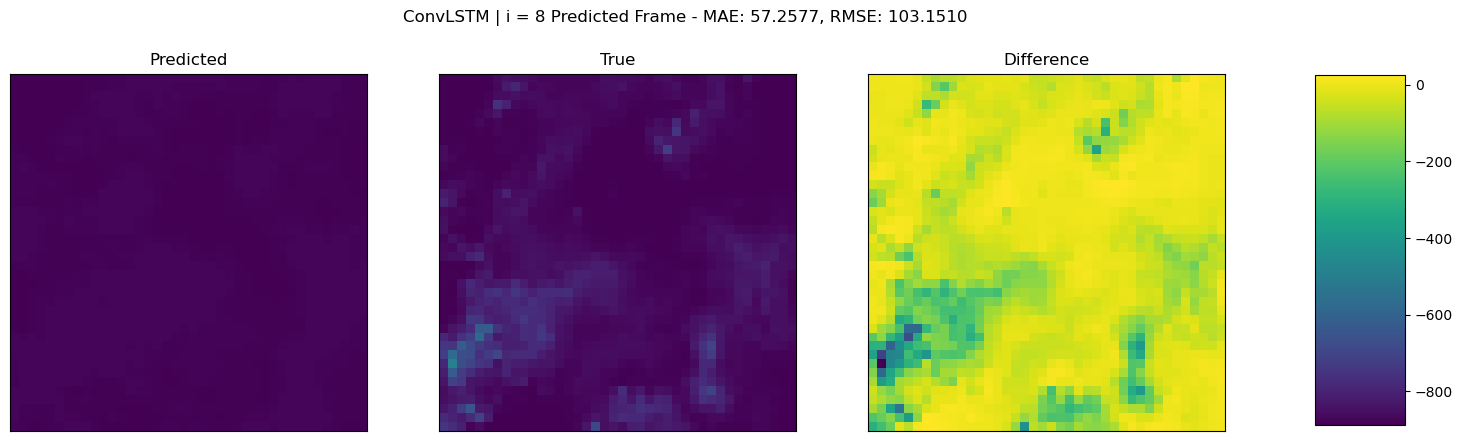 ConvLSTM | i = 8 Predicted Frame - MAE: 57.2577, RMSE: 103.1510
Predicted
True
Difference
0
−200
−400
−600
−800